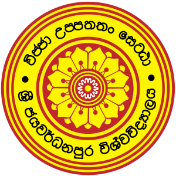 විජ්ජා උප්පතතං සෙට්ඨා
ශ්‍රී ජයවර්ධනපුර විශ්වවිද්‍යාලය